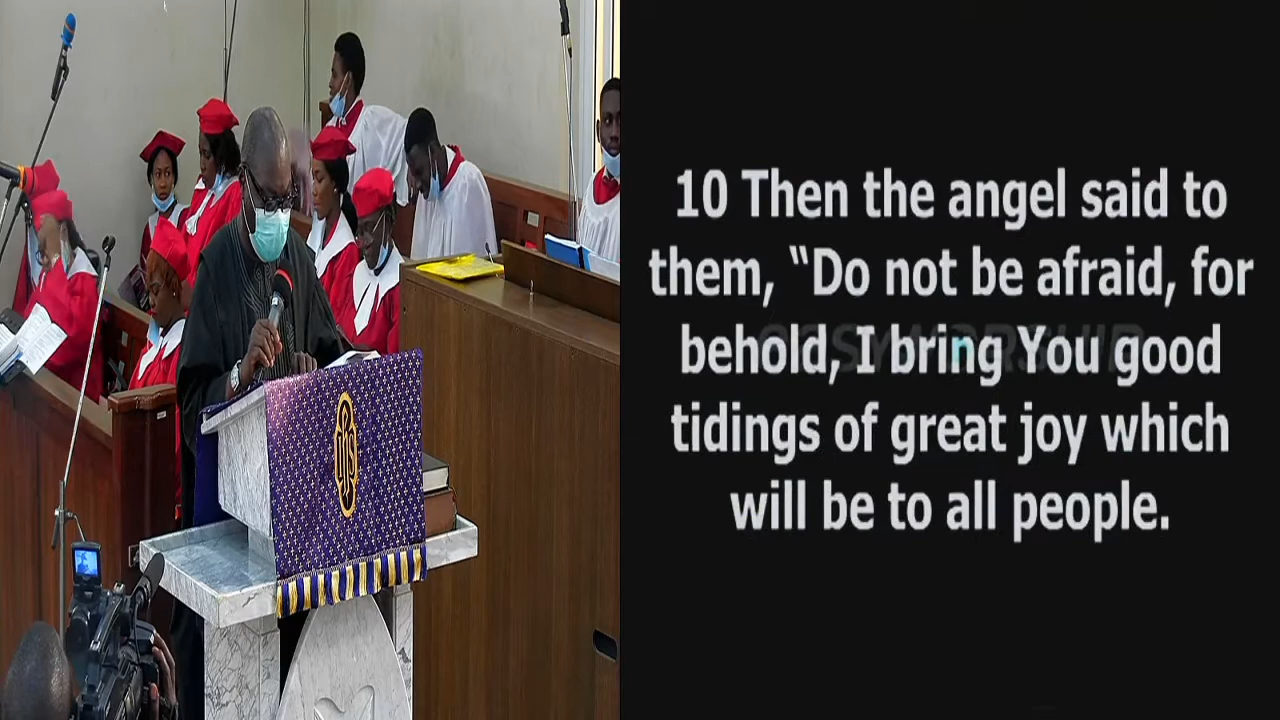 10 Then the angel said to
them, “Do not be afraid, for
behold, I bring You good
tidings of great joy which
will be to all people.
IHS